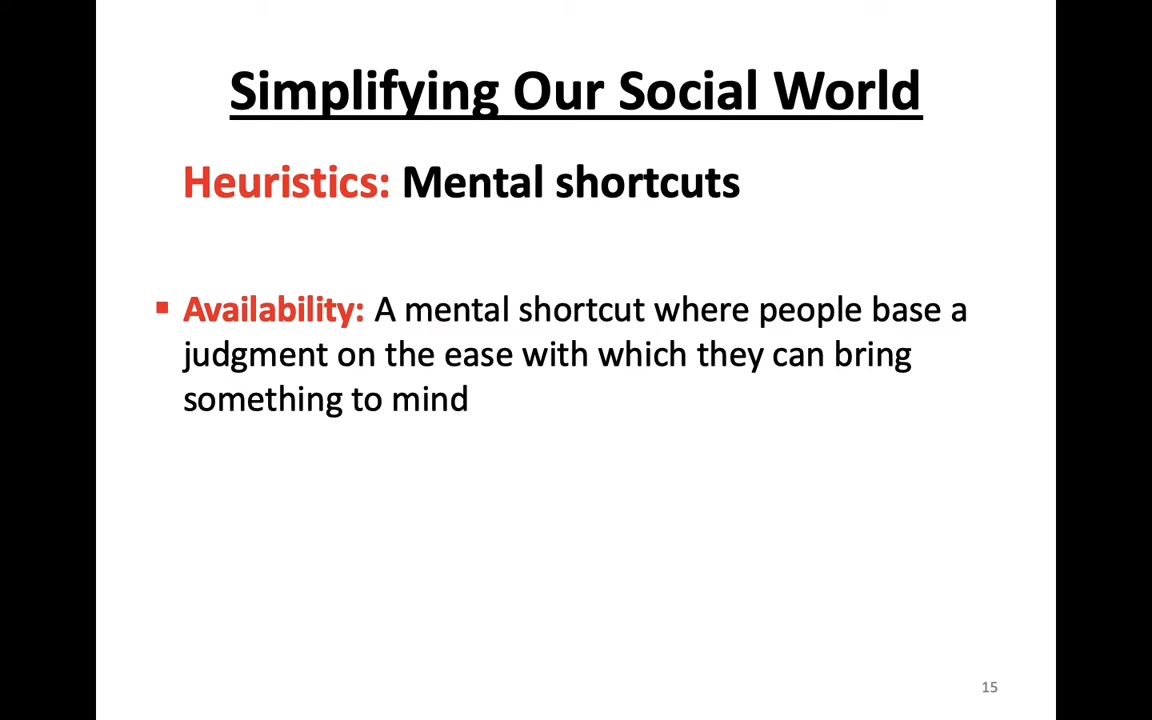 Simplifying Our Social World
Heuristics: Mental shortcuts
▪ Availability: A mental shortcut where people base a
judgment on the ease with which they can bring
something to mind
15